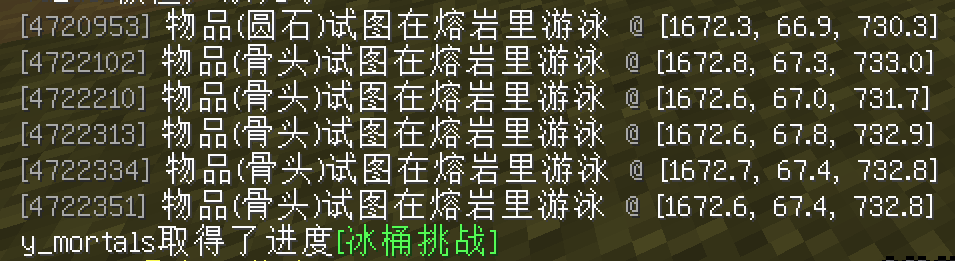 [4720953] 物品(圆石)试图在熔岩里游泳 @ [1672.3, 66.9, 730.3]
[4722102] 物品(骨头)试图在熔岩里游泳 @ [1672.8, 67.3, 733.0]
[4722210] 物品(骨头)试图在熔岩里游泳 @ [1672.6, 67.0, 731.7]
[4722313] 物品(骨头)试图在熔岩里游泳 @ [1672.6, 67.8, 732.9]
[4722334] 物品(骨头)试图在熔岩里游泳 @ [1672.7, 67.4, 732.8]
[4722351] 物品(骨头)试图在熔岩里游泳 @ [1672.6, 67.4, 732.8]
y_mortals取得了进度[冰桶挑战]